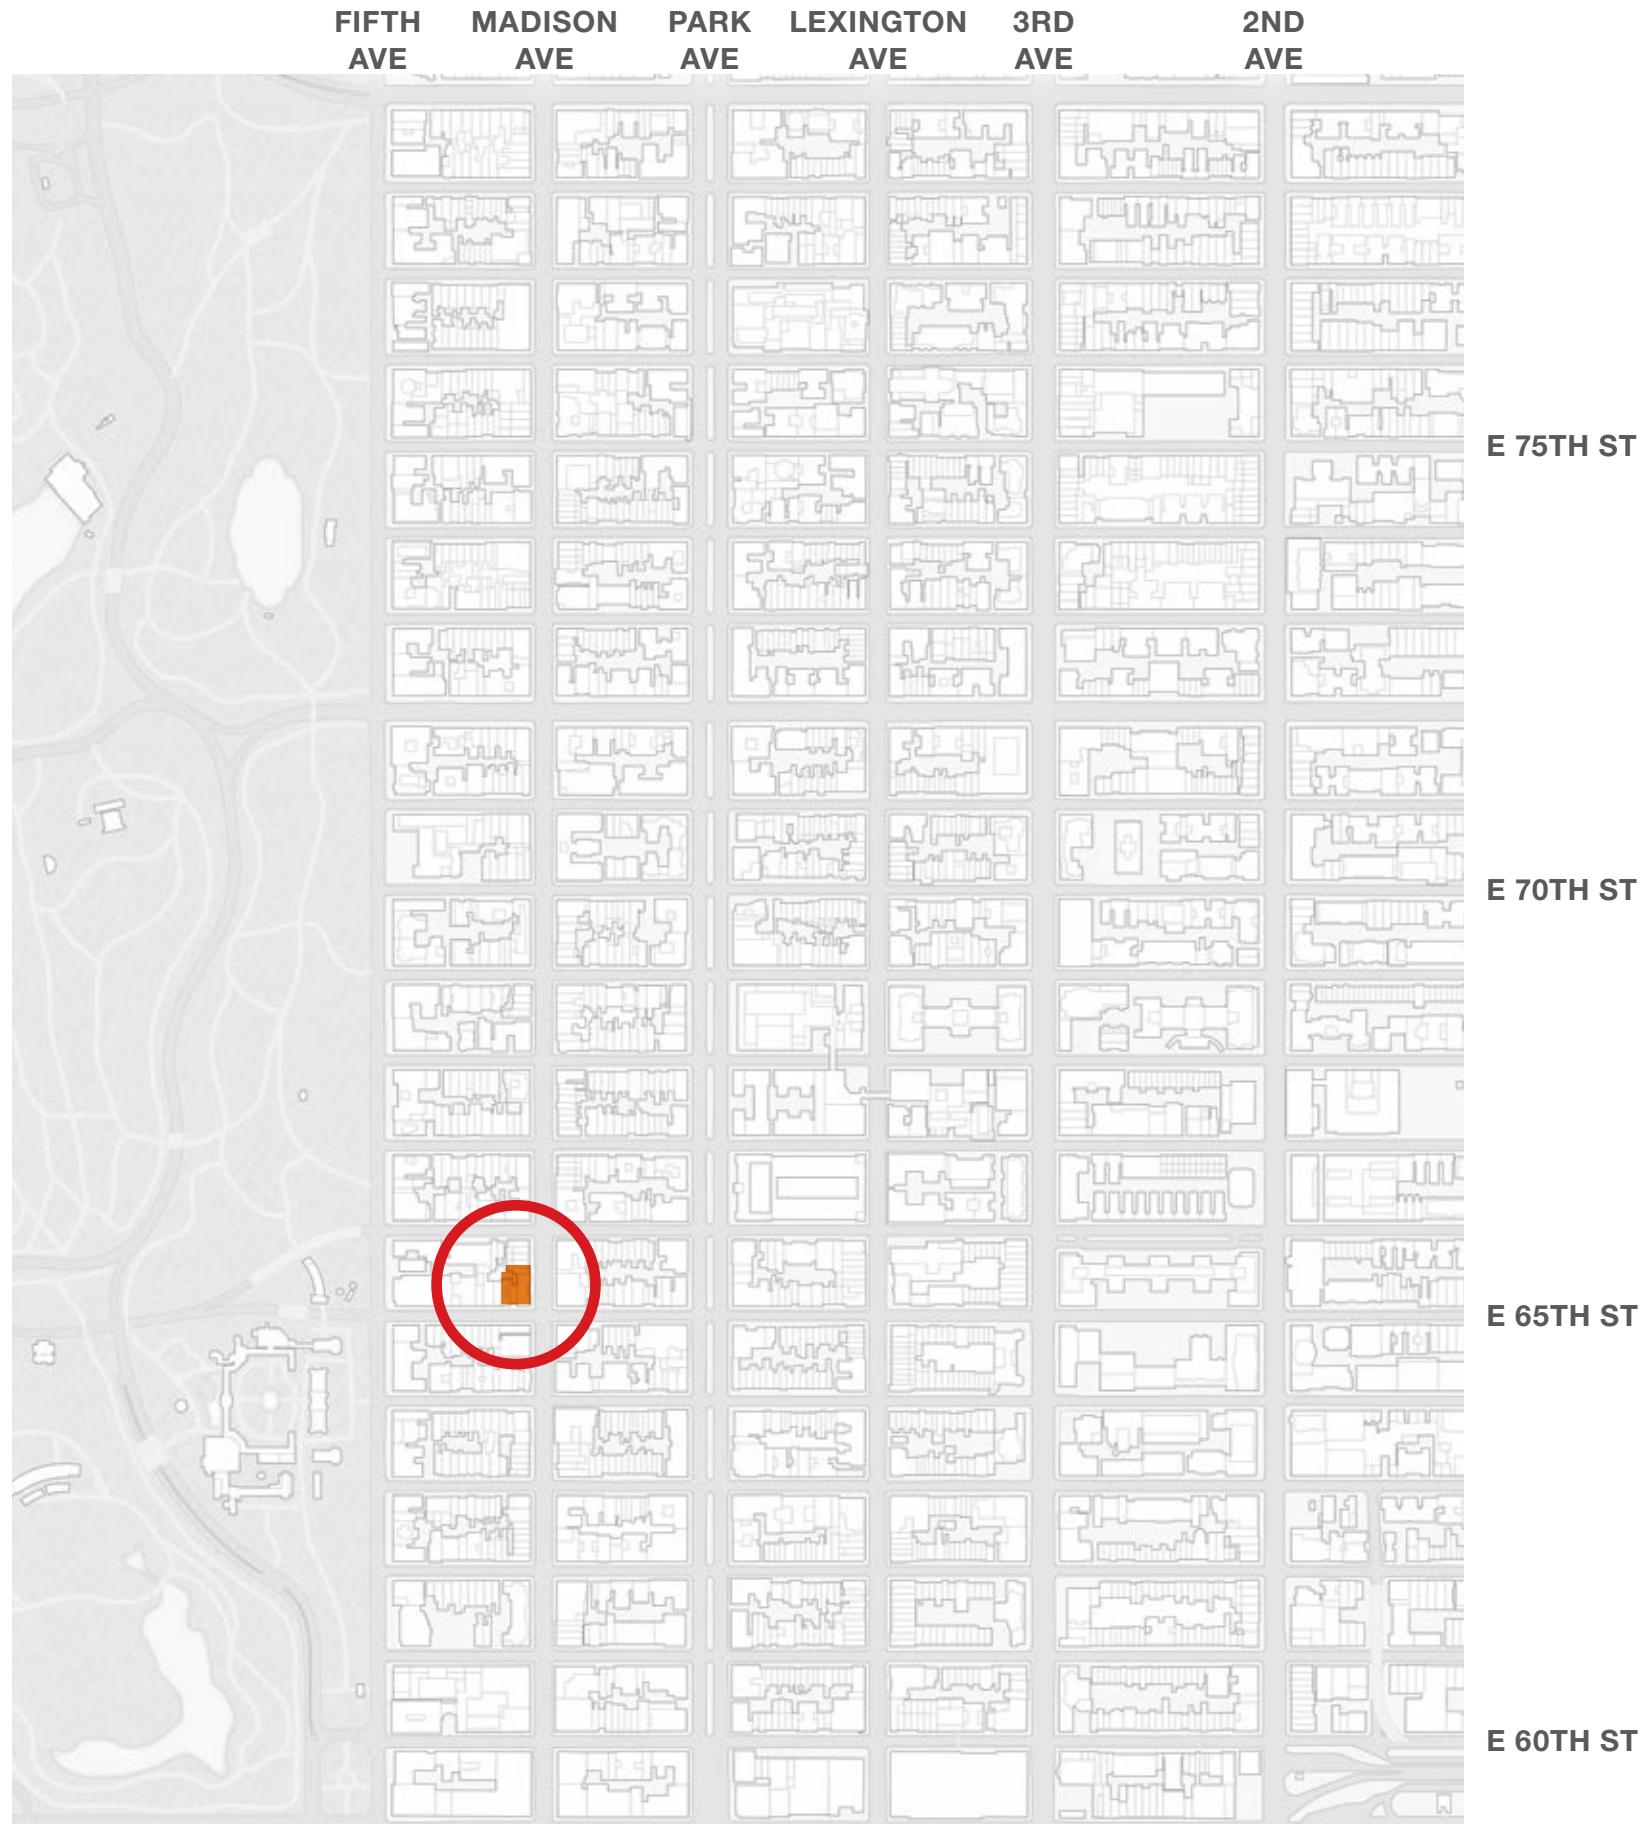 FIFTH MADISON PARK LEXINGTON 3RD 2ND
AVE AVE AVE AVE AVE AVE
E 75TH ST
E 70TH ST
E 65TH ST
E 60TH ST